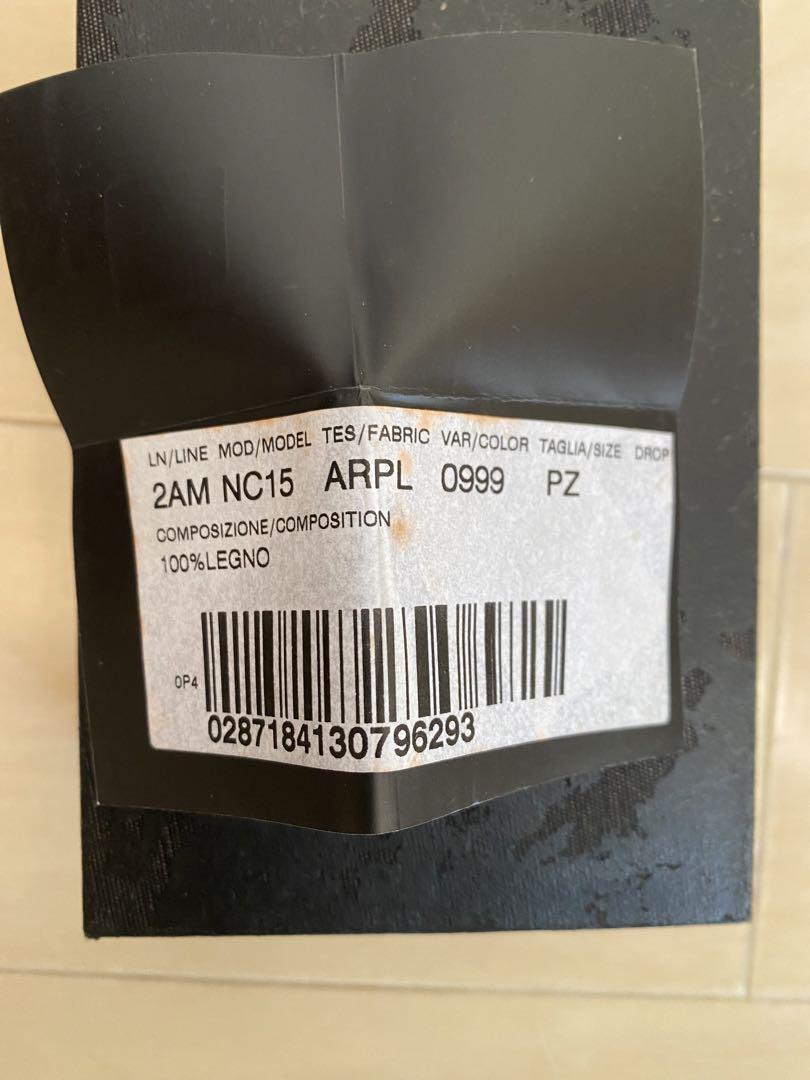 LN/LINE MOD/MODEL TES/FABRIC VAR/COLOR TAGLIA/SIZE DROP
2AM NC15 ARPL 0999 PZ
COMPOSIZIONE/COMPOSITION
100%LEGNO
0P4
0287184130796293